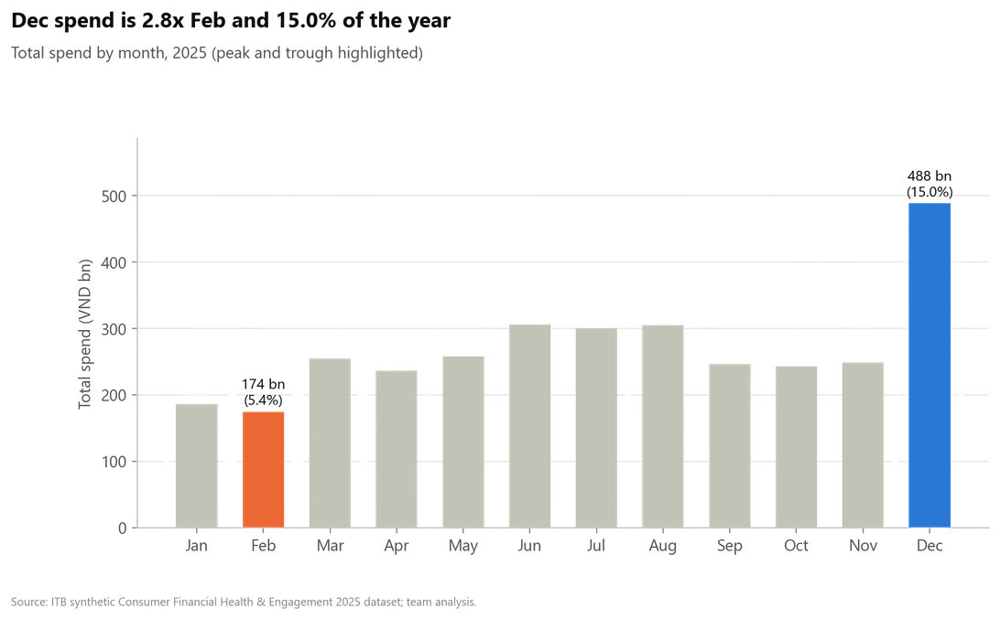 Dec spend is 2.8x Feb and 15.0% of the year
Total spend by month, 2025 (peak and trough highlighted)
488 bn
(15.0%)
500
400
300
174 bn
(5.4%)
200
100
0
Total spend (VND bn)
Jan Feb Mar Apr May Jun Jul Aug Sep Oct Nov Dec
Source: ITB synthetic Consumer Financial Health & Engagement 2025 dataset; team analysis.